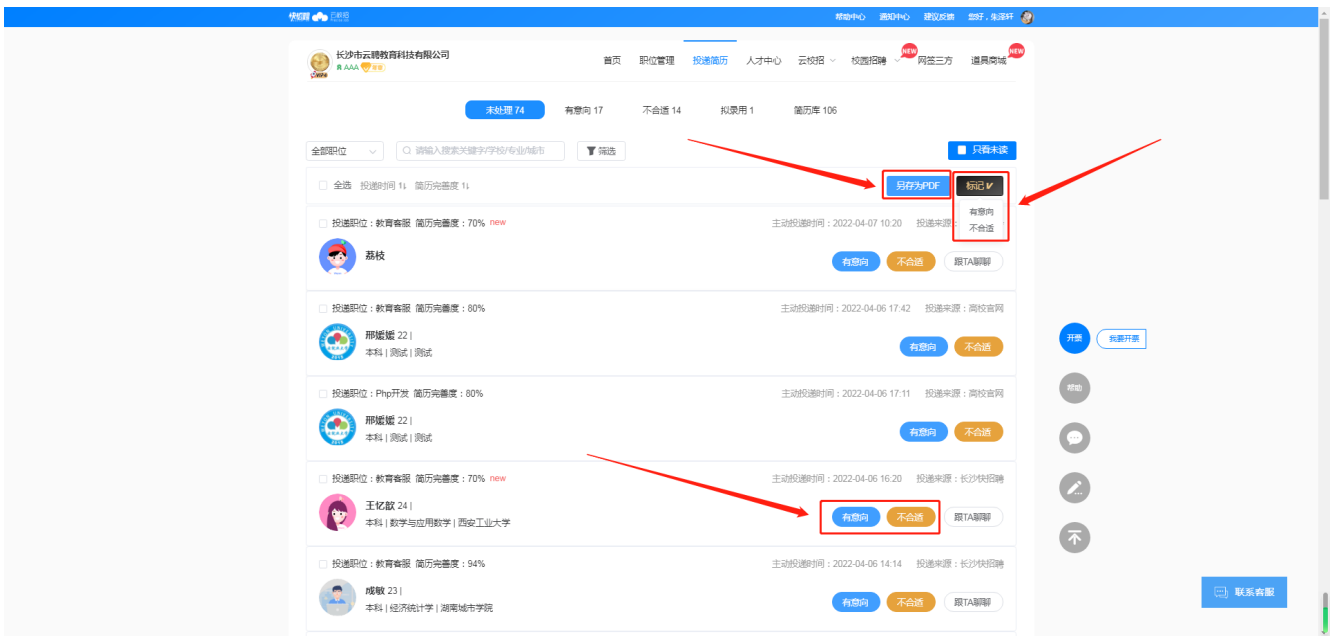 快招聘 云校招
帮助中心 通知中心 建议反馈 您好，朱泽轩
长沙市云聘教育科技有限公司
AAA
首页 职位管理 投递简历 人才中心 云校招 校园招聘 NEW 网签三方 道具商城 NEW
未处理 74 有意向 17 不合适 14 拟录用 1 简历库 106
全部职位 请输入搜索关键字/学校/专业/城市 筛选 只看未读
全选 投递时间 简历完善度 另存为PDF 标记
有意向
不合适
投递职位：教育客服 简历完善度：70% new 主动投递时间：2022-04-07 10:20 投递来源：
荔枝
有意向 不合适 跟TA聊聊
投递职位：教育客服 简历完善度：80% 主动投递时间：2022-04-06 17:42 投递来源：高校官网
邢媛媛 22 |
本科 | 测试 | 测试
有意向 不合适
投递职位：Php开发 简历完善度：80% 主动投递时间：2022-04-06 17:11 投递来源：高校官网
邢媛媛 22 |
本科 | 测试 | 测试
有意向 不合适
投递职位：教育客服 简历完善度：70% new 主动投递时间：2022-04-06 16:20 投递来源：长沙快招聘
王忆歆 24 |
本科 | 数学与应用数学 | 西安工业大学
有意向 不合适 跟TA聊聊
投递职位：教育客服 简历完善度：94% 主动投递时间：2022-04-06 14:14 投递来源：长沙快招聘
成敏 23 |
本科 | 经济统计学 | 湖南城市学院
有意向 不合适 跟TA聊聊
开票 我要开票
帮助
联系客服